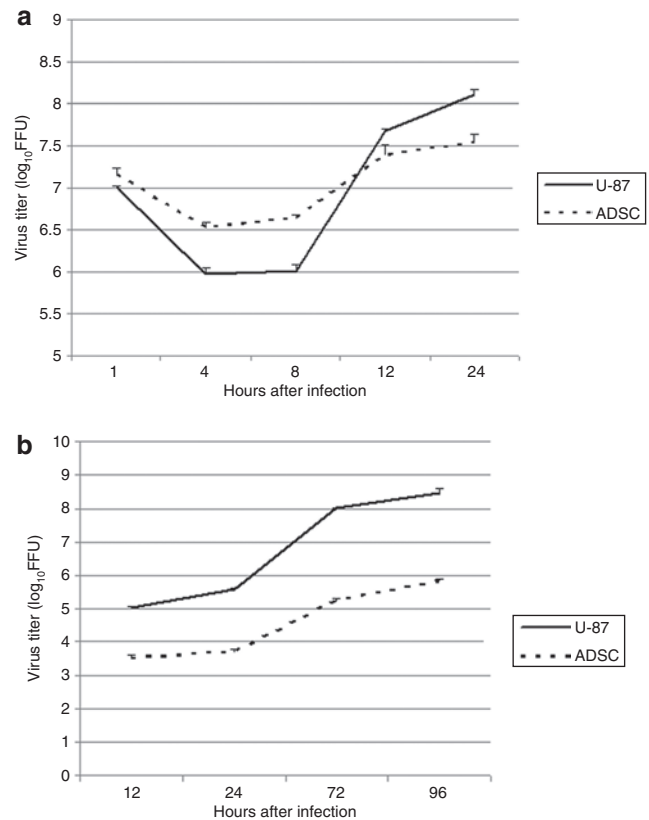 a
9
8.5
8
7.5
7
6.5
6
5.5
5
Virus titer (log10FFU)
1 4 8 12 24
Hours after infection
U-87
ADSC
b
10
9
8
7
6
5
4
3
2
1
0
Virus titer (log10FFU)
12 24 72 96
Hours after infection
U-87
ADSC